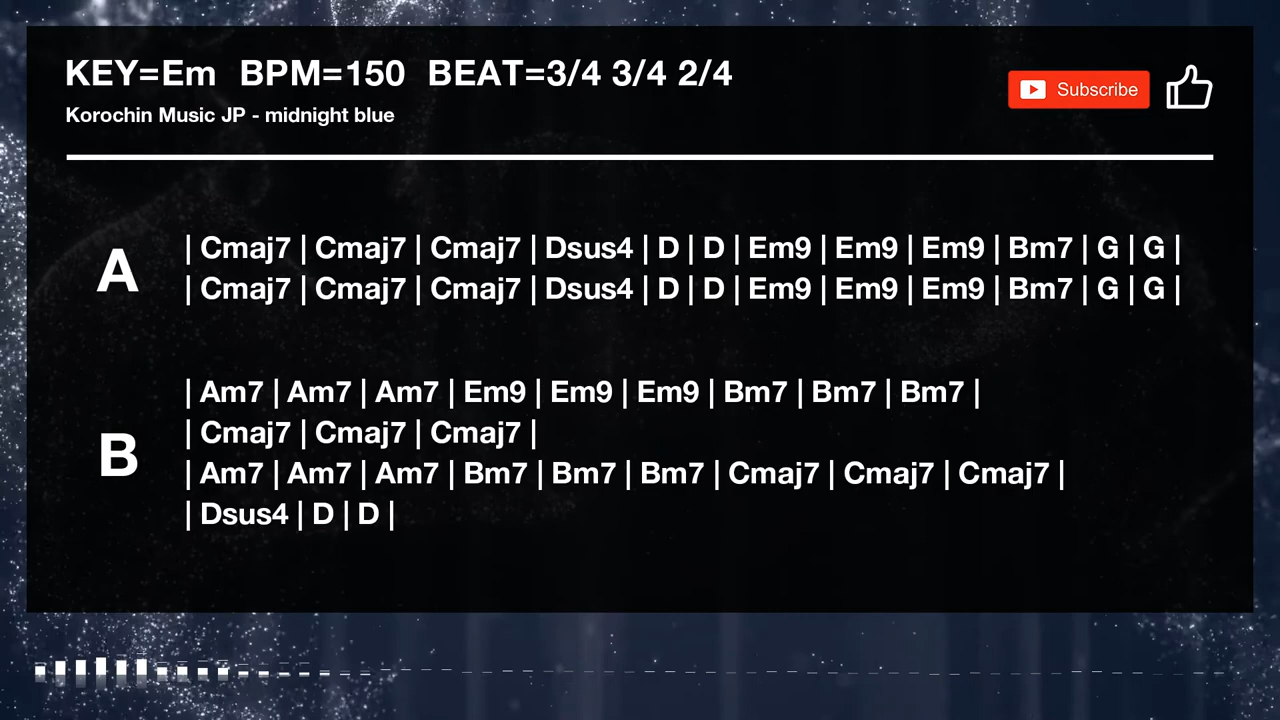 KEY=Em BPM=150 BEAT=3/4 3/4 2/4
Korochin Music JP - midnight blue
Subscribe
A
| Cmaj7 | Cmaj7 | Cmaj7 | Dsus4 | D | D | Em9 | Em9 | Em9 | Bm7 | G | G |
| Cmaj7 | Cmaj7 | Cmaj7 | Dsus4 | D | D | Em9 | Em9 | Em9 | Bm7 | G | G |
B
| Am7 | Am7 | Am7 | Em9 | Em9 | Em9 | Bm7 | Bm7 | Bm7 |
| Cmaj7 | Cmaj7 | Cmaj7 |
| Am7 | Am7 | Am7 | Bm7 | Bm7 | Bm7 | Cmaj7 | Cmaj7 | Cmaj7 |
| Dsus4 | D | D |